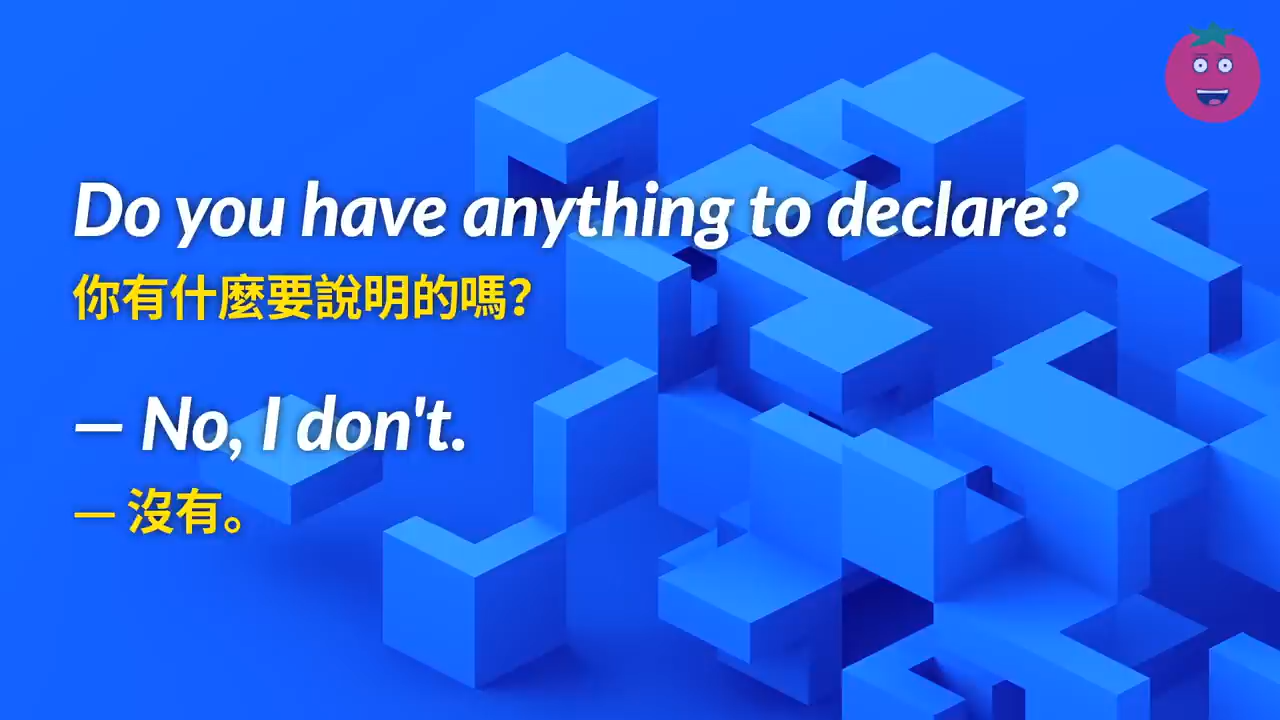 Do you have anything to declare?
你有什麼要說明的嗎？
— No, I don't.
— 沒有。